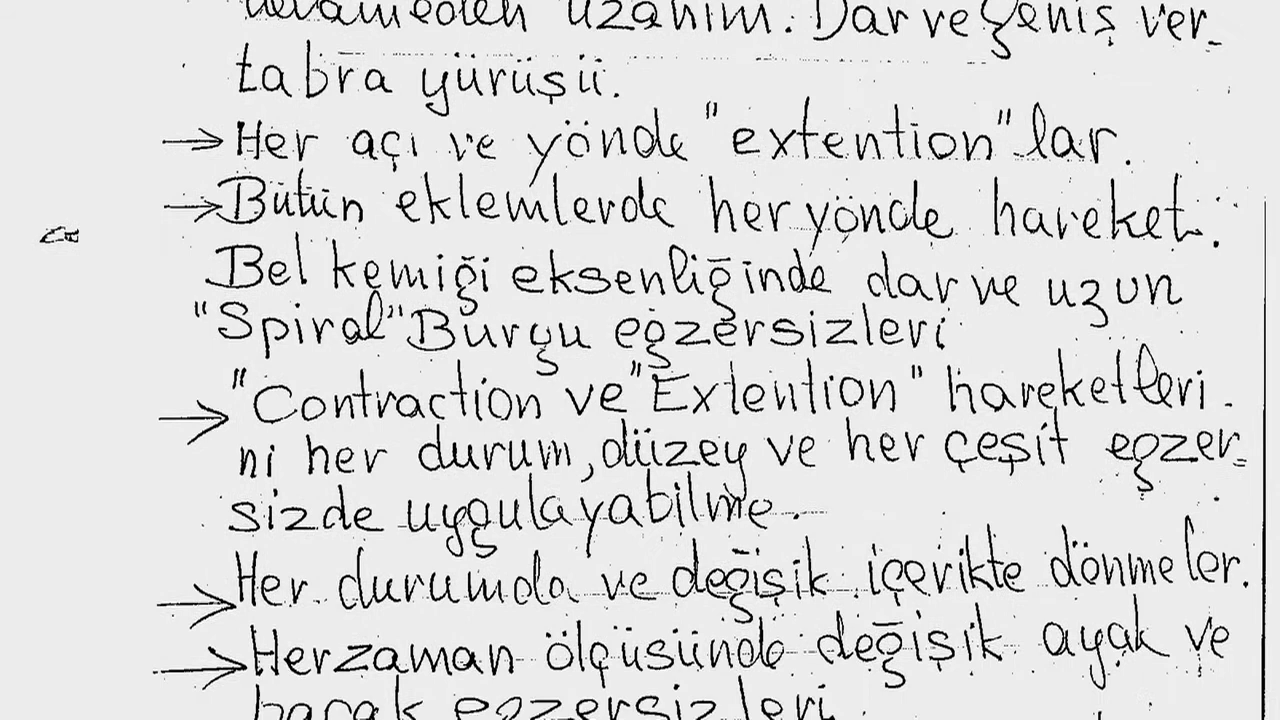 devameden uzanım. Dar ve geniş ver-
tabra yürüşü.
→ Her açı ve yönde "extention"lar.
→ Bütün eklemlerde her yönde hareket.
Bel kemiği eksenliğinde dar ve uzun
"Spiral" Burgu egzersizleri
→ "Contraction ve "Extention" hareketleri-
ni her durum, düzey ve her çeşit egzer=
sizde uygulayabilme.
→ Her durumda ve değişik içerikte dönmeler.
→ Herzaman ölçüsünde değişik ayak ve
bacak egzersizleri.